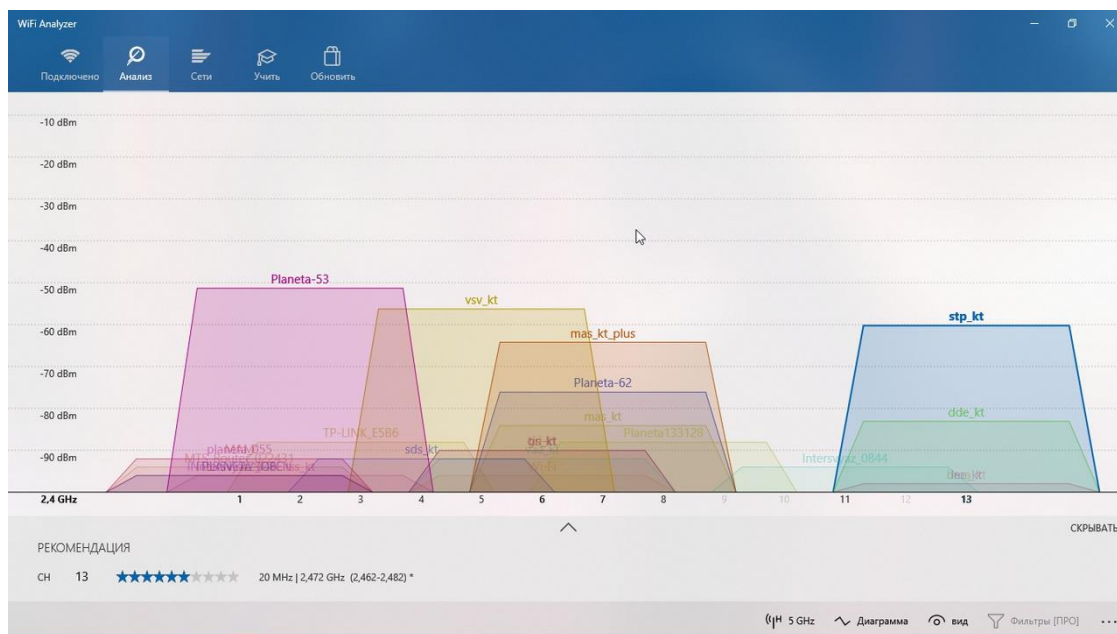 WiFi Analyzer
Подключено Анализ Сети Учить Обновить
-10 dBm
-20 dBm
-30 dBm
-40 dBm
Planeta-53
-50 dBm
vsv_kt
stp_kt
-60 dBm
mas_kt_plus
-70 dBm
Planeta-62
-80 dBm
mas_kt
dde_kt
TP-LINK_E5B6
Planeta133128
sds_kt
-90 dBm
Intersvyaz_0844
2,4 GHz 1 2 3 4 5 6 7 8 9 10 11 12 13
СКРЫВАТЬ
РЕКОМЕНДАЦИЯ
CH 13 20 MHz | 2,472 GHz (2,462-2,482) *
5 GHz Диаграмма вид Фильтры [ПРО]